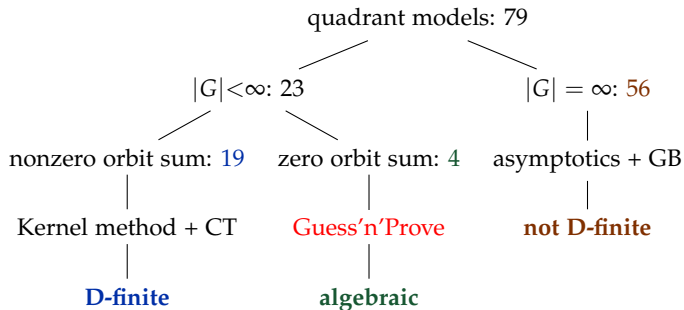 quadrant models: 79
|G|<∞: 23
|G| = ∞: 56
nonzero orbit sum: 19
zero orbit sum: 4
asymptotics + GB
Kernel method + CT
Guess'n'Prove
not D-finite
D-finite
algebraic